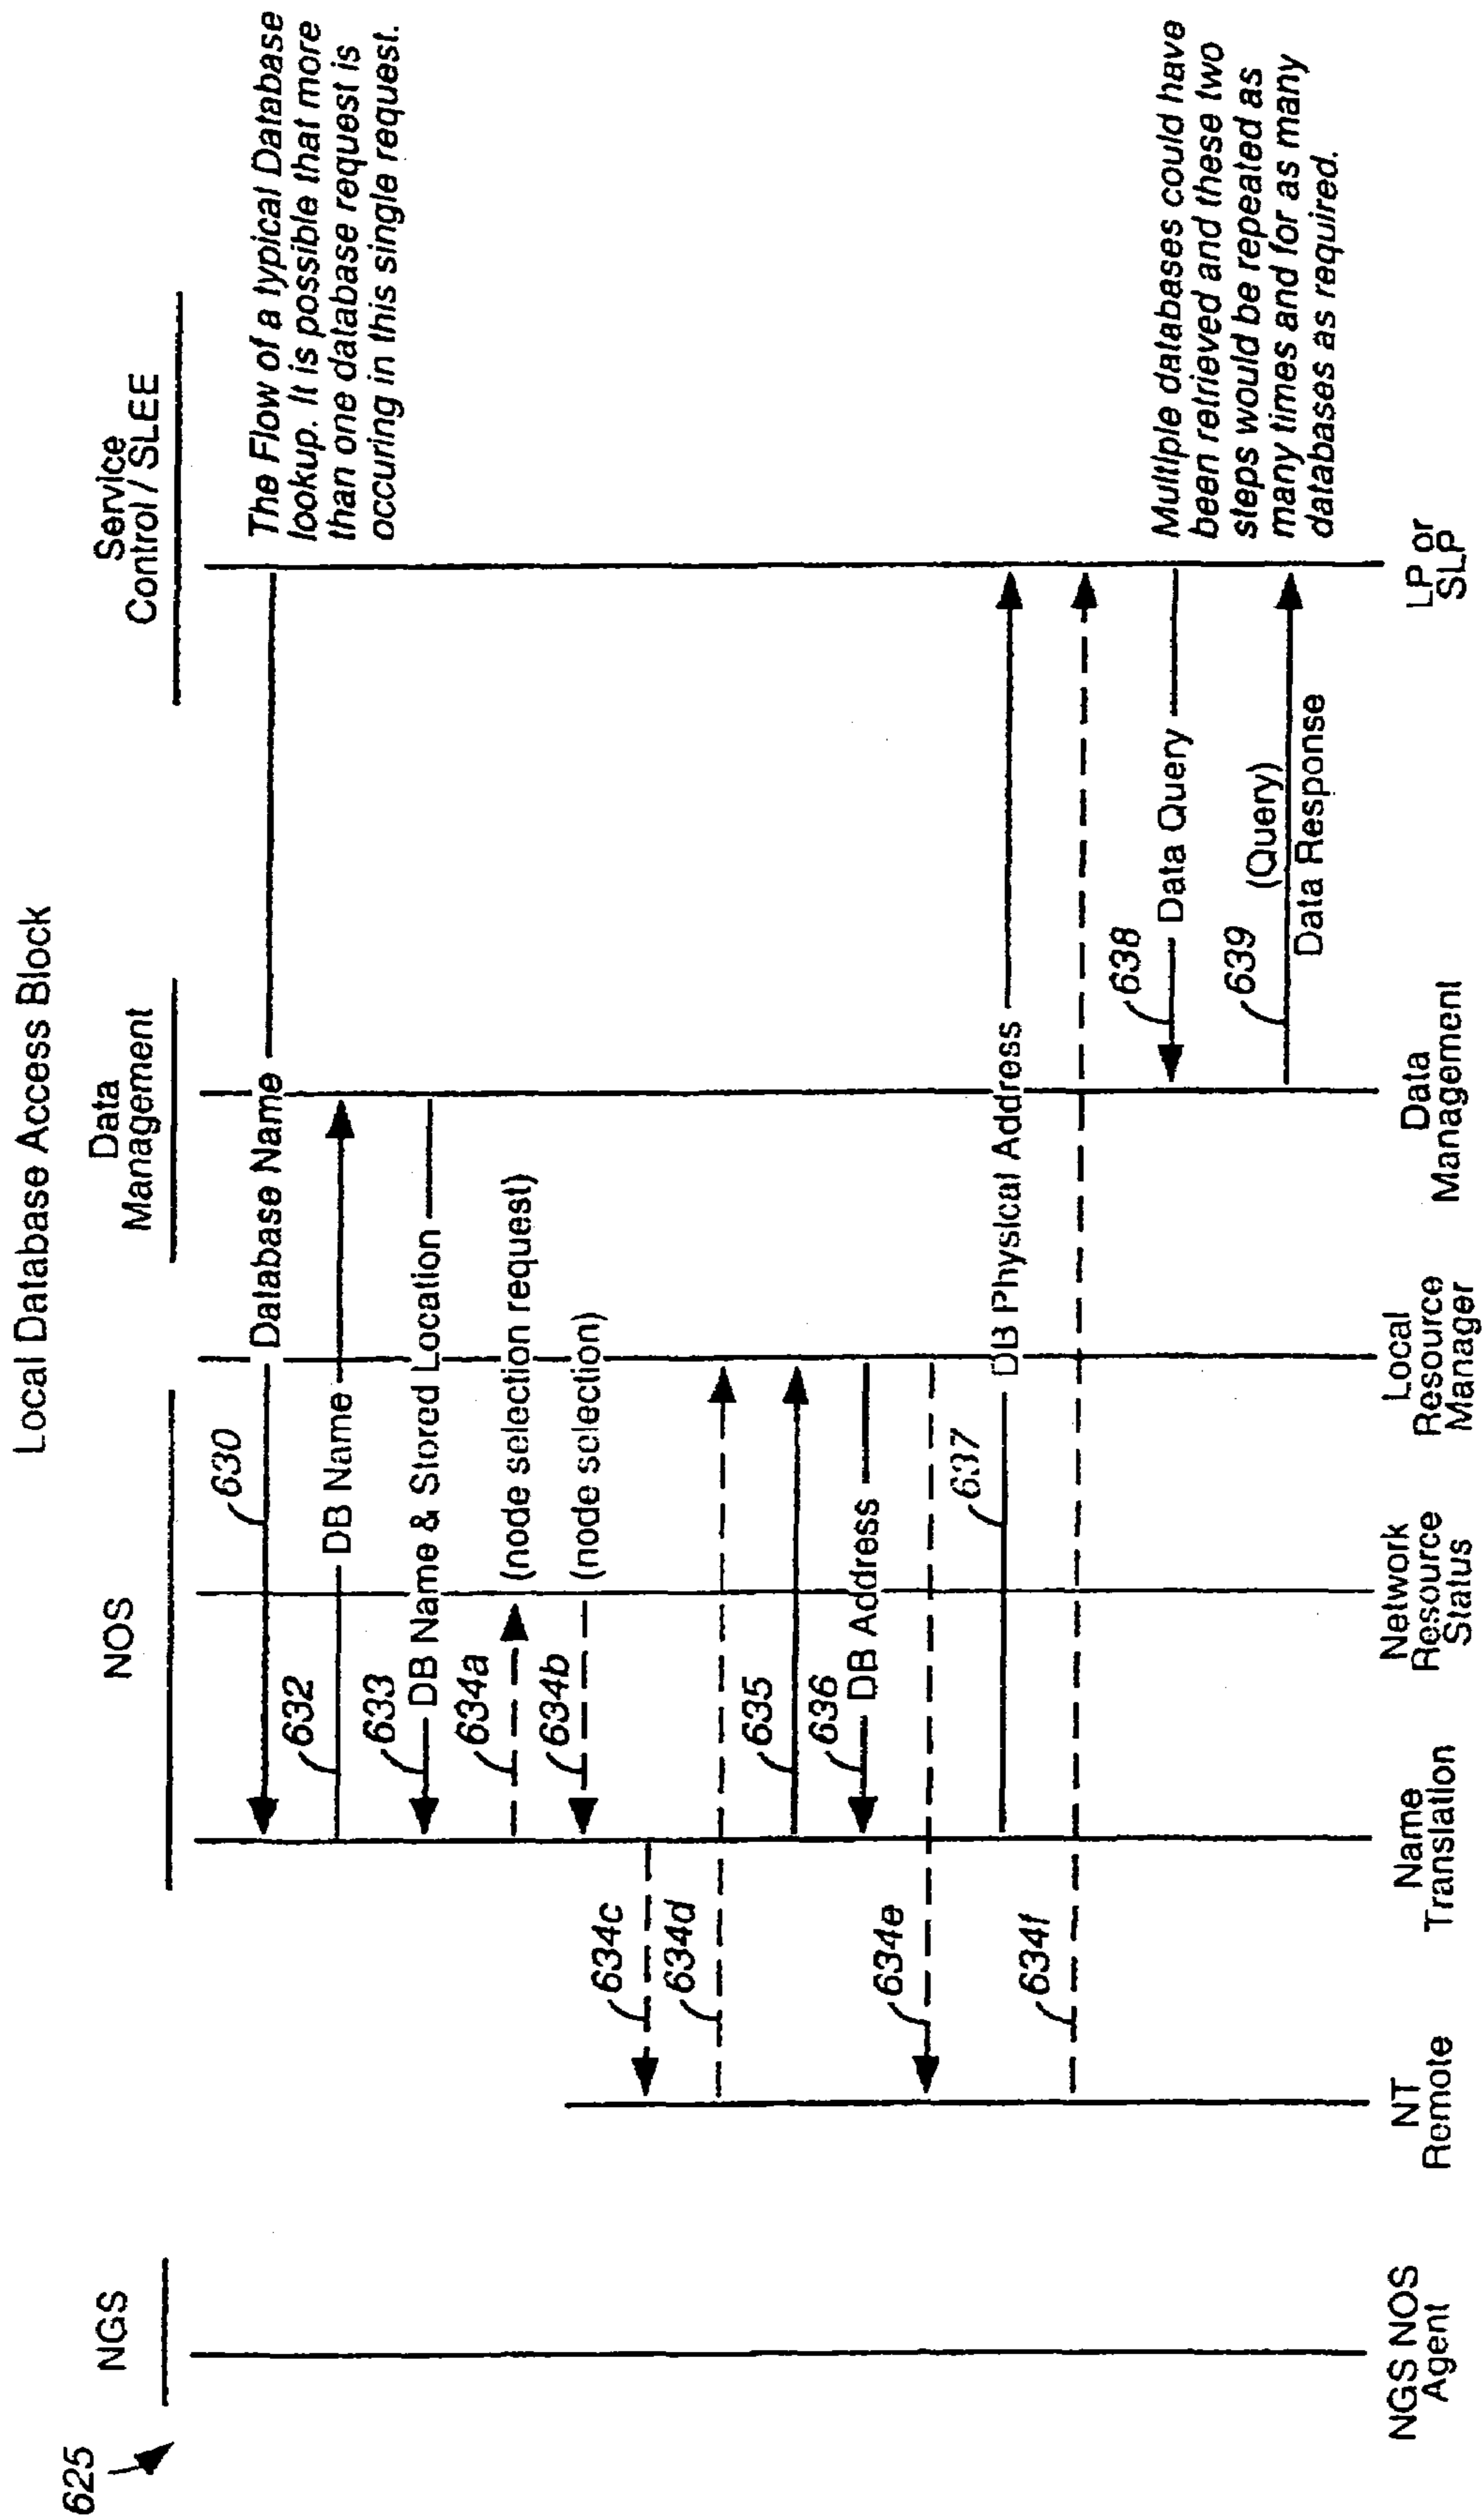 Local Database Access Block
625
NGS
NOS
Data
Management
Service
Control / SLEE
630
Database Name
The Flow of a typical Database
lookup. It is possible that more
than one database request is
occuring in this single request.
632
DB Name
633
DB Name & Stored Location
634a
(node selection request)
634b
(node selection)
634c
634d
635
636
DB Address
634e
637
DB Physical Address
634f
638
Data Query
639
(Query)
Data Response
Multiple databases could have
been retrieved and these two
steps would be repeated as
many times and for as many
databases as required.
NGS NOS
Agent
NT
Remote
Name
Translation
Network
Resource
Status
Local
Resource
Manager
Data
Management
LP or
SLP